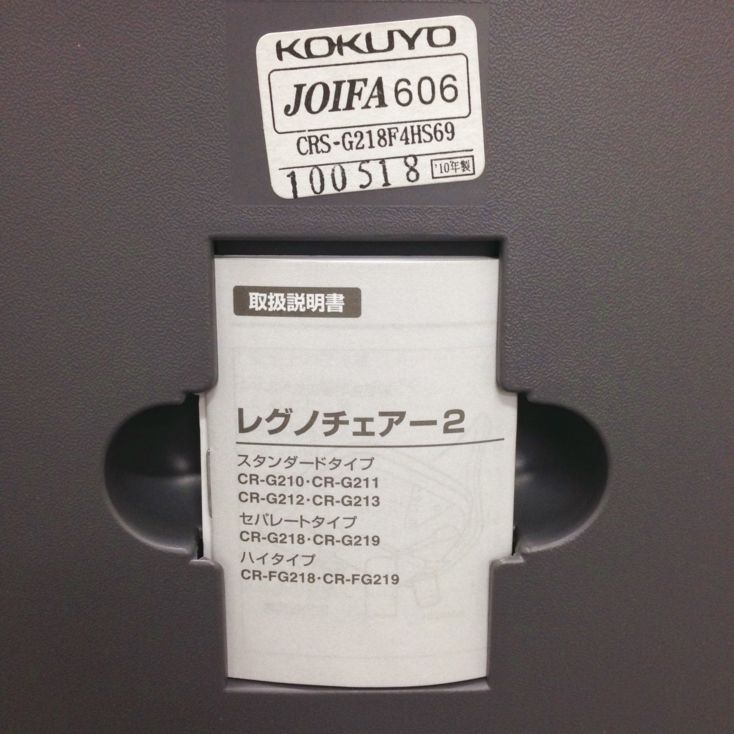 KOKUYO
JOIFA606
CRS-G218F4HS69
100518 '10年製
取扱説明書
レグノチェアー2
スタンダードタイプ
CR-G210・CR-G211
CR-G212・CR-G213
セパレートタイプ
CR-G218・CR-G219
ハイタイプ
CR-FG218・CR-FG219